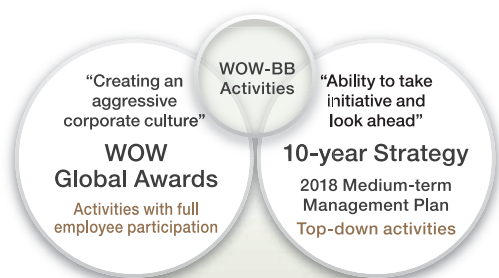 WOW-BB
Activities
“Creating an
aggressive
corporate culture”
WOW
Global Awards
Activities with full
employee participation
“Ability to take
initiative and
look ahead”
10-year Strategy
2018 Medium-term
Management Plan
Top-down activities